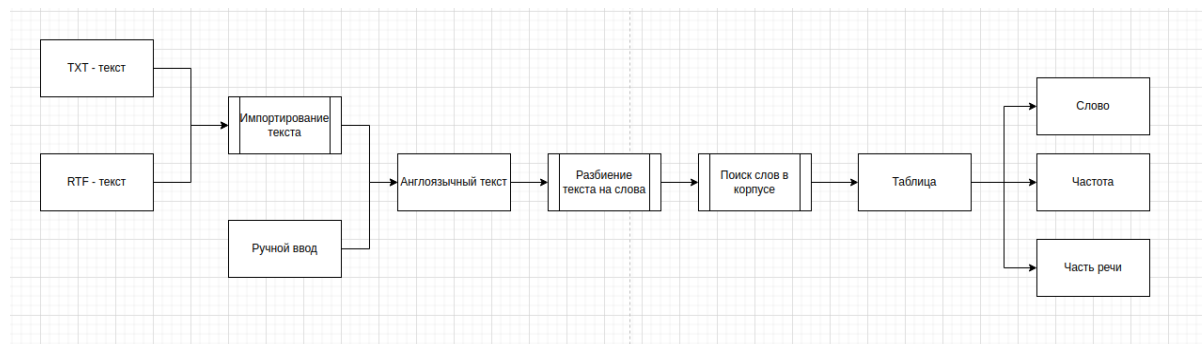 TXT - текст
RTF - текст
Импортирование
текста
Ручной ввод
Англоязычный текст
Разбиение
текста на слова
Поиск слов в
корпусе
Таблица
Слово
Частота
Часть речи